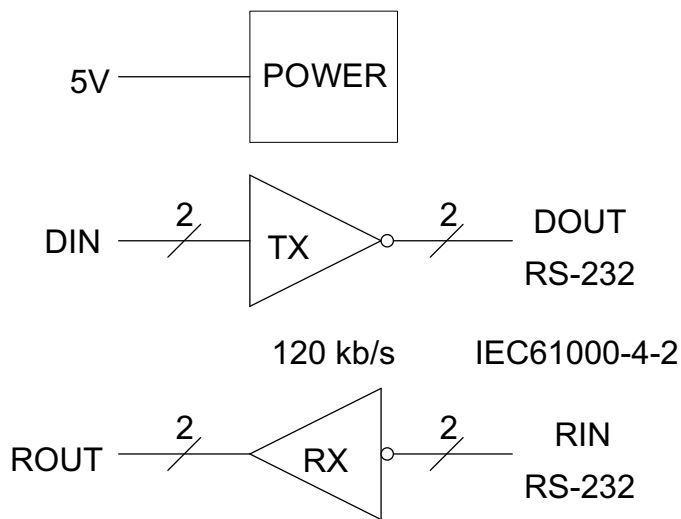 POWER
5V
2
2
DOUT
DIN
TX
RS-232
120 kb/s
IEC61000-4-2
2
2
RIN
ROUT
RX
RS-232